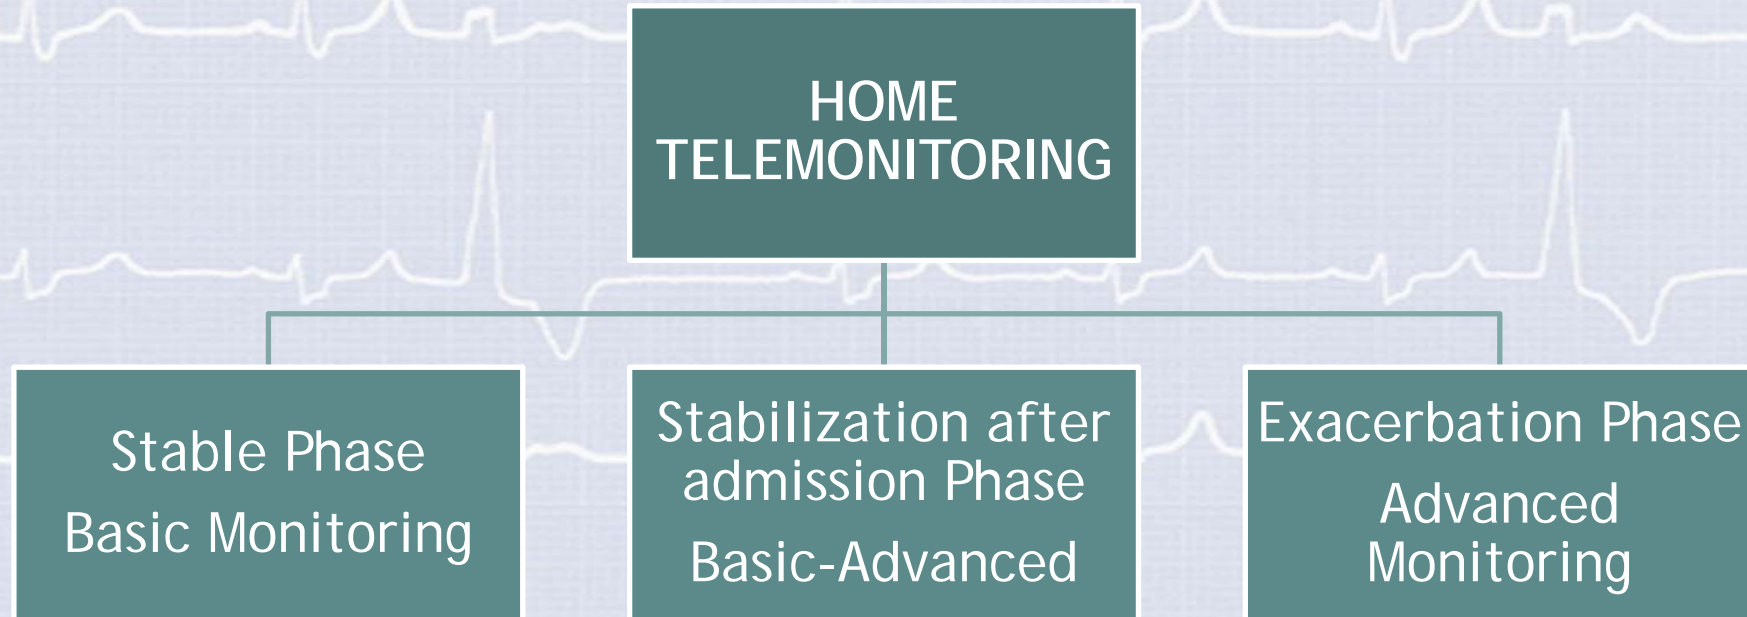 HOME
TELEMONITORING
Stable Phase
Basic Monitoring
Stabilization after
admission Phase
Basic-Advanced
Exacerbation Phase
Advanced
Monitoring